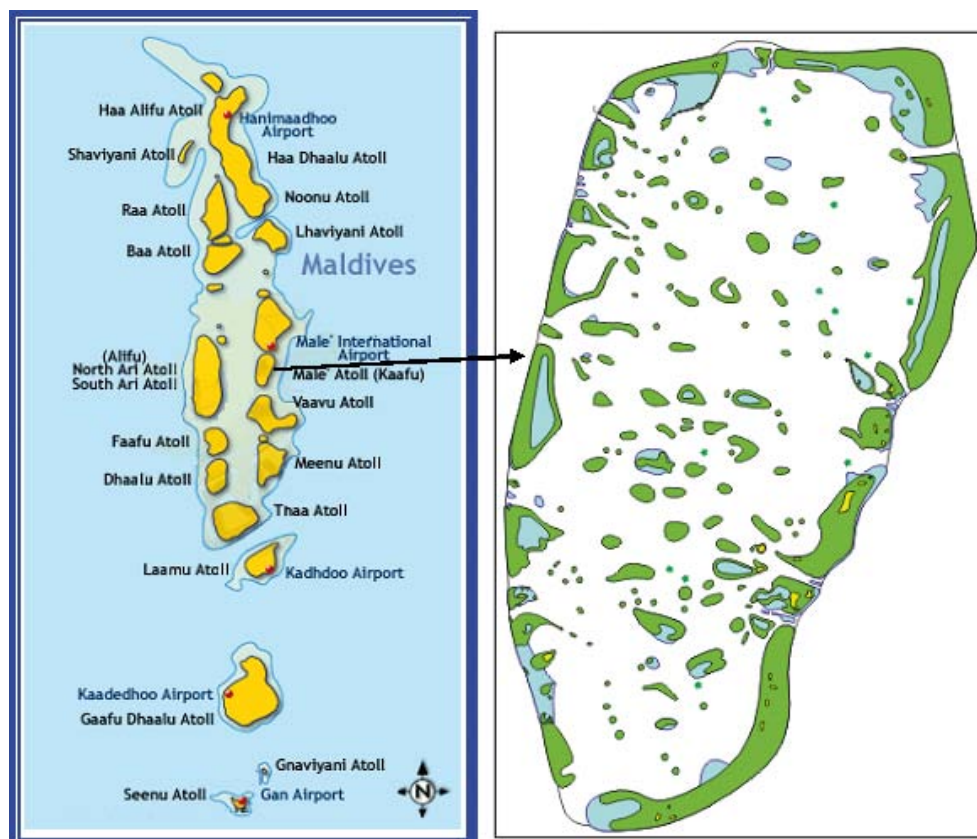 Haa Alifu Atoll
Hanimaadhoo
Airport
Shaviyani Atoll
Haa Dhaalu Atoll
Noonu Atoll
Raa Atoll
Lhaviyani Atoll
Baa Atoll
Maldives
Male' International
Airport
(Alifu)
North Ari Atoll
South Ari Atoll
Male' Atoll (Kaafu)
Vaavu Atoll
Faafu Atoll
Meenu Atoll
Dhaalu Atoll
Thaa Atoll
Laamu Atoll
Kadhdoo Airport
Kaadedhoo Airport
Gaafu Dhaalu Atoll
Gnaviyani Atoll
Seenu Atoll
Gan Airport
N